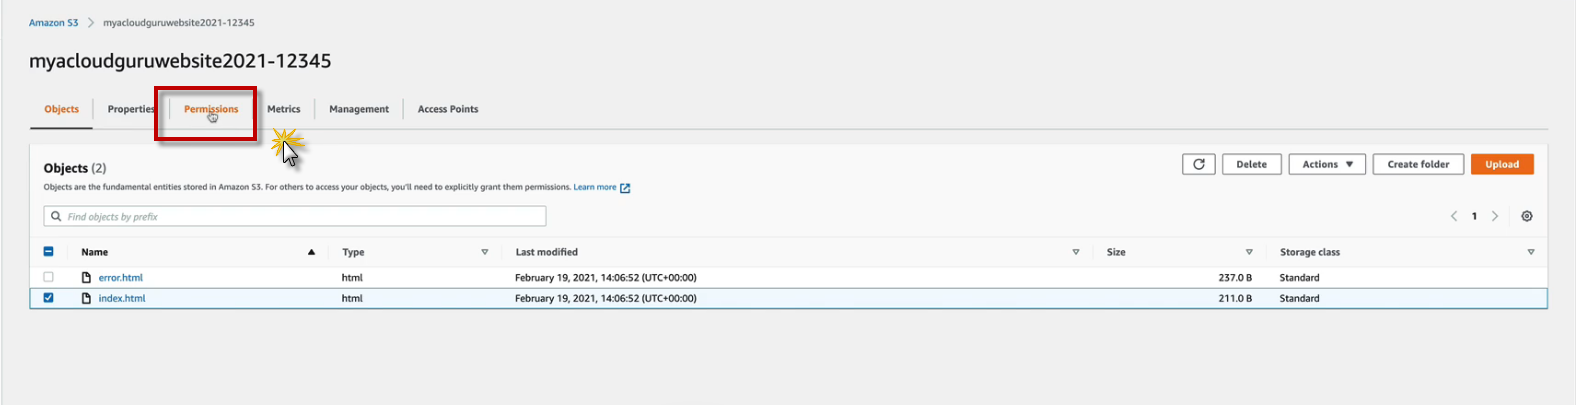 Amazon S3 > myacloudguruwebsite2021-12345
myacloudguruwebsite2021-12345
Objects Properties Permissions Metrics Management Access Points
Objects (2) Delete Actions Create folder Upload
Objects are the fundamental entities stored in Amazon S3. For others to access your objects, you'll need to explicitly grant them permissions. Learn more
Find objects by prefix < 1 >
Name Type Last modified Size Storage class
error.html html February 19, 2021, 14:06:52 (UTC+00:00) 237.0 B Standard
index.html html February 19, 2021, 14:06:52 (UTC+00:00) 211.0 B Standard